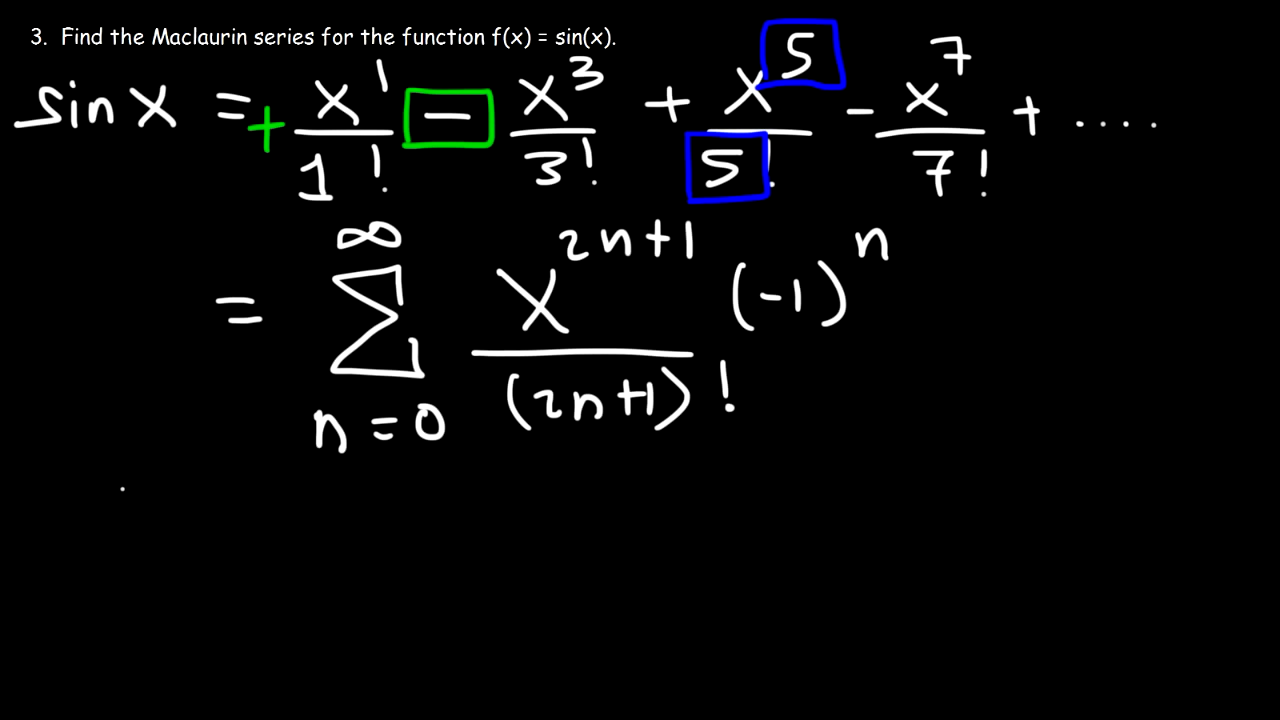 3. Find the Maclaurin series for the function f(x) = sin(x).
sin x = + x^1/1! - x^3/3! + x^5/5! - x^7/7! + ....
= ∑_{n=0}^{∞} x^{2n+1}/(2n+1)! (-1)^n